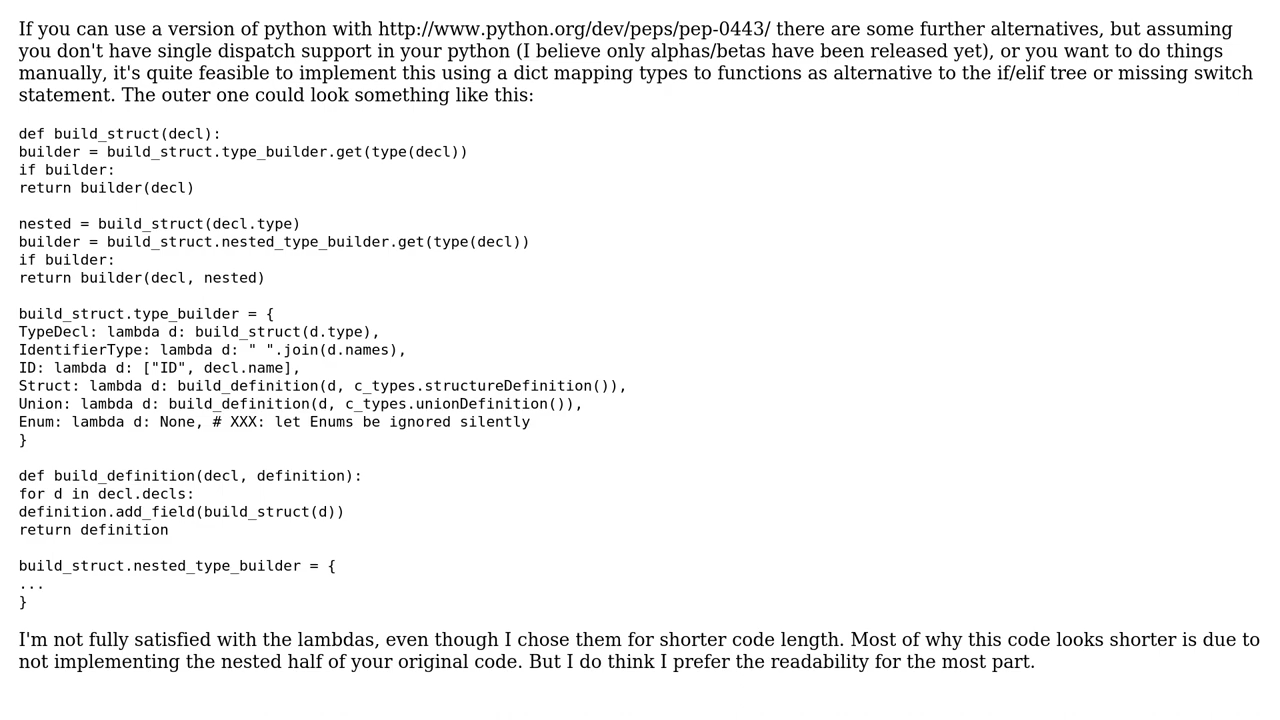 If you can use a version of python with http://www.python.org/dev/peps/pep-0443/ there are some further alternatives, but assuming
you don't have single dispatch support in your python (I believe only alphas/betas have been released yet), or you want to do things
manually, it's quite feasible to implement this using a dict mapping types to functions as alternative to the if/elif tree or missing switch
statement. The outer one could look something like this:
def build_struct(decl):
builder = build_struct.type_builder.get(type(decl))
if builder:
return builder(decl)
nested = build_struct(decl.type)
builder = build_struct.nested_type_builder.get(type(decl))
if builder:
return builder(decl, nested)
build_struct.type_builder = {
TypeDecl: lambda d: build_struct(d.type),
IdentifierType: lambda d: " ".join(d.names),
ID: lambda d: ["ID", decl.name],
Struct: lambda d: build_definition(d, c_types.structureDefinition()),
Union: lambda d: build_definition(d, c_types.unionDefinition()),
Enum: lambda d: None, # XXX: let Enums be ignored silently
}
def build_definition(decl, definition):
for d in decl.decls:
definition.add_field(build_struct(d))
return definition
build_struct.nested_type_builder = {
...
}
I'm not fully satisfied with the lambdas, even though I chose them for shorter code length. Most of why this code looks shorter is due to
not implementing the nested half of your original code. But I do think I prefer the readability for the most part.